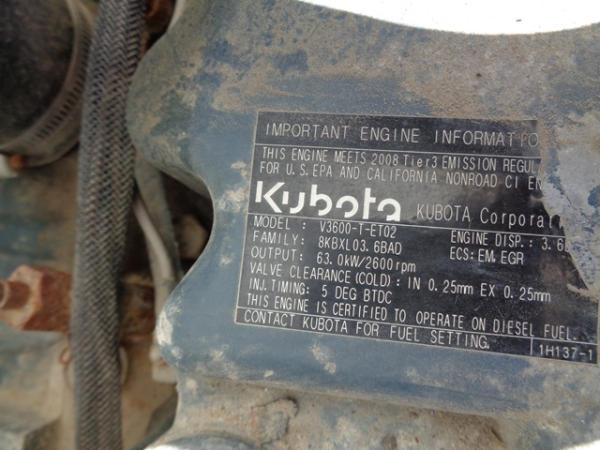 IMPORTANT ENGINE INFORMATIO
THIS ENGINE MEETS 2008 Tier3 EMISSION REGUL
FOR U.S.EPA AND CALIFORNIA NONROAD CI EN
Kubota KUBOTA Corporat
MODEL : V3600-T-ET02 ENGINE DISP.: 3.6
FAMILY: 8KBXL03.6BAD ECS: EM, EGR
OUTPUT: 63.0kW/2600rpm
VALVE CLEARANCE (COLD) : IN 0.25mm EX 0.25mm
INJ.TIMING: 5 DEG BTDC
THIS ENGINE IS CERTIFIED TO OPERATE ON DIESEL FUEL.
CONTACT KUBOTA FOR FUEL SETTING.
1H137-1